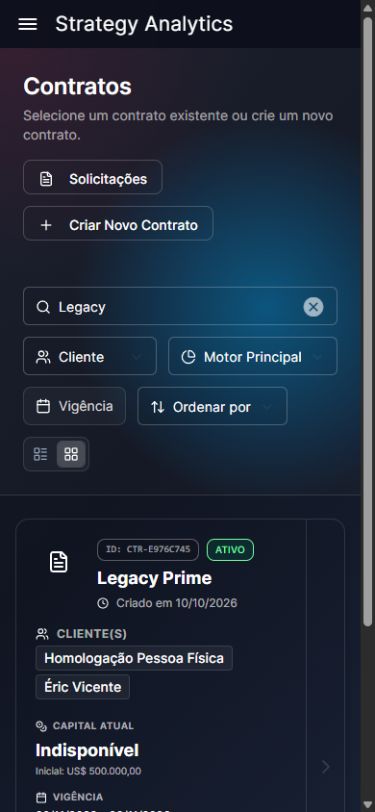 Strategy Analytics
Contratos
Selecione um contrato existente ou crie um novo
contrato.
Solicitações
Criar Novo Contrato
Legacy
Cliente
Motor Principal
Vigência
Ordenar por
ID: CTR-E976C745
ATIVO
Legacy Prime
Criado em 10/10/2026
CLIENTE(S)
Homologação Pessoa Física
Éric Vicente
CAPITAL ATUAL
Indisponível
Inicial: US$ 500.000,00
VIGÊNCIA